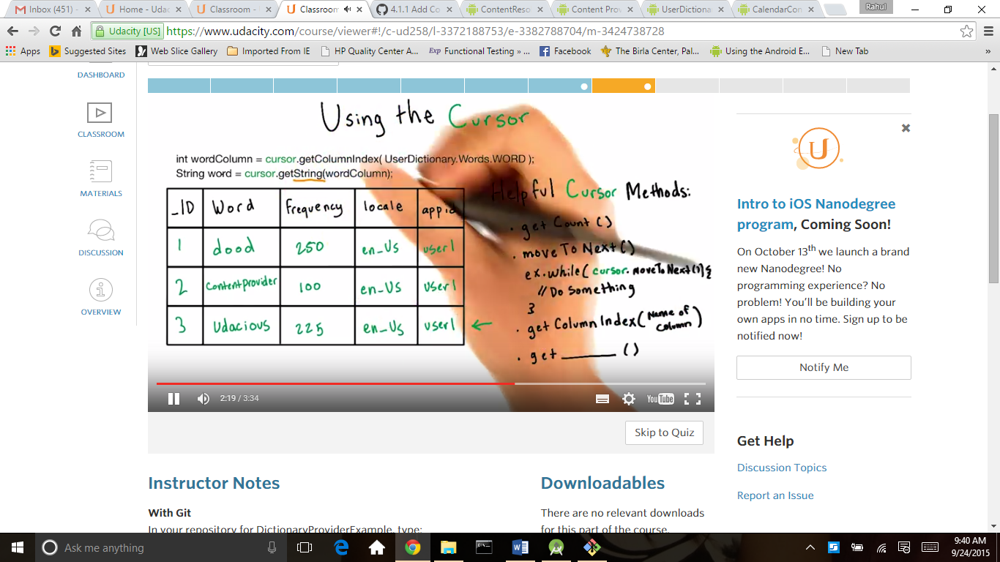 Inbox (451) -
Home - Udac
Classroom -
Classroom
4.1.1 Add Co
ContentReso
Content Prov
UserDictiona
CalendarCon
Rahul
Udacity [US]
https://www.udacity.com/course/viewer#!/c-ud258/l-3372188753/e-3382788704/m-3424738728
Apps
Suggested Sites
Web Slice Gallery
Imported From IE
HP Quality Center A...
Exp Functional Testing » ...
Facebook
The Birla Center, Pal...
Using the Android E...
New Tab
»
DASHBOARD
CLASSROOM
MATERIALS
DISCUSSION
OVERVIEW
Using the Cursor
int wordColumn = cursor.getColumnIndex( UserDictionary.Words.WORD );
String word = cursor.getString(wordColumn);
_ID Word Frequency locale appid
1 dood 250 en_US user1
2 Contentprovider 100 en_US user1
3 Udacious 225 en_US user1 ←
Helpful Cursor Methods:
· get Count ()
· move To Next ()
ex. while ( cursor. moveToNext()) {
// Do Something
}
· get Column Index ( Name of Column )
· get ______ ()
2:19 / 3:34
YouTube
Skip to Quiz
Instructor Notes
With Git
In your repository for DictionaryProviderExample, type:
Downloadables
There are no relevant downloads
for this part of the course.
Intro to iOS Nanodegree
program, Coming Soon!
On October 13th we launch a brand
new Nanodegree! No
programming experience? No
problem! You'll be building your
own apps in no time. Sign up to be
notified now!
Notify Me
Get Help
Discussion Topics
Report an Issue
Ask me anything
9:40 AM
9/24/2015